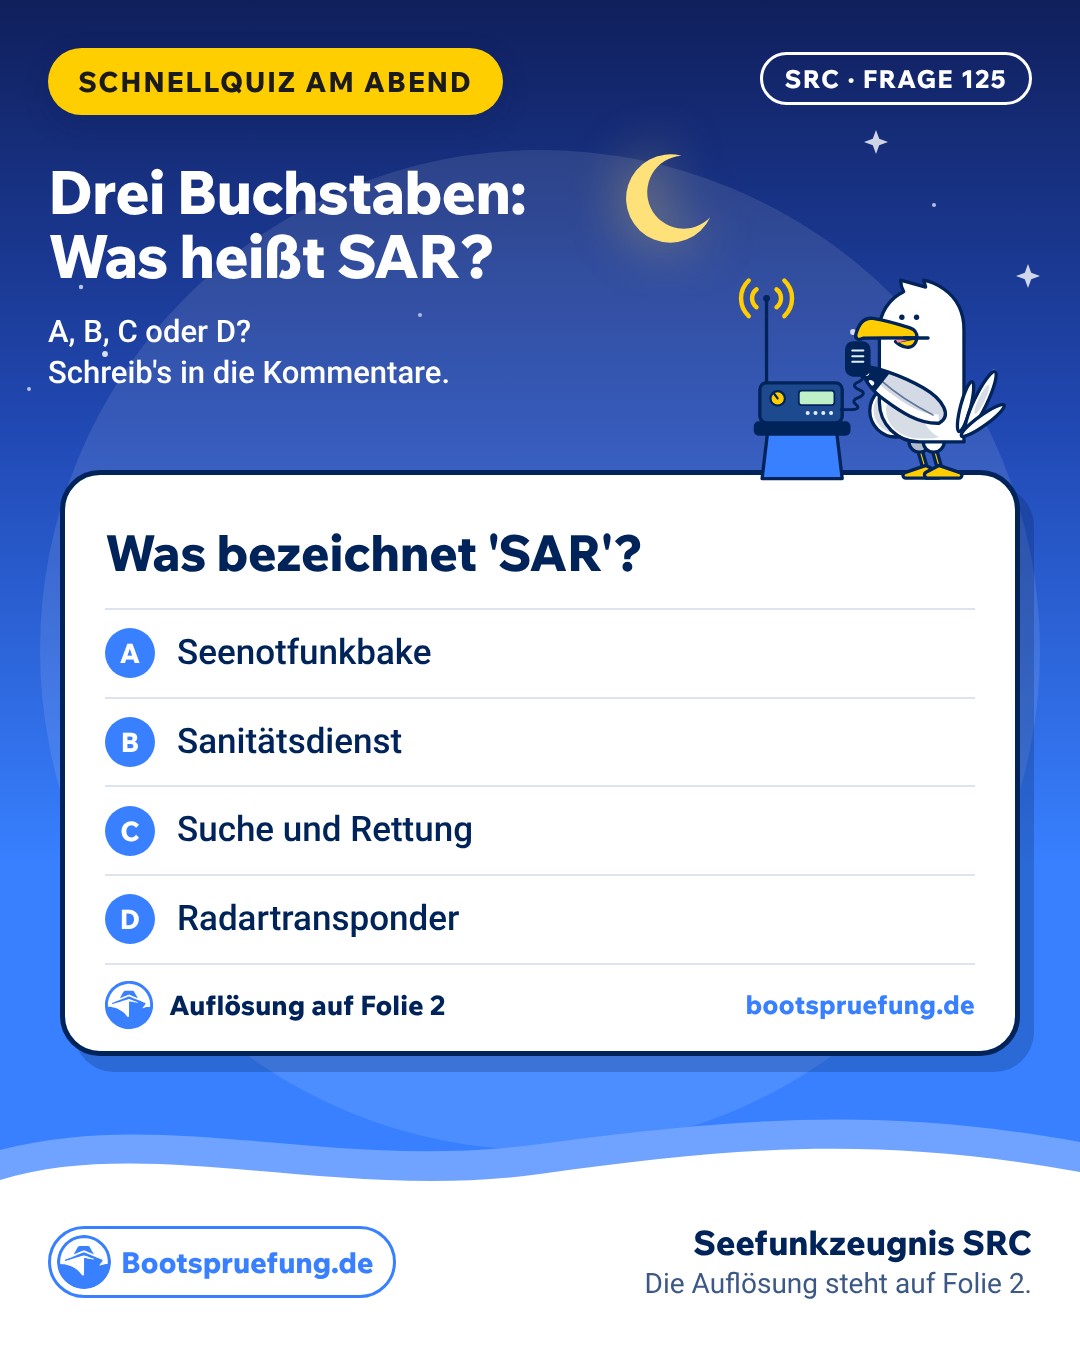 SCHNELLQUIZ AM ABEND
SRC · FRAGE 125
Drei Buchstaben:
Was heißt SAR?
A, B, C oder D?
Schreib's in die Kommentare.
Was bezeichnet 'SAR'?
A Seenotfunkbake
B Sanitätsdienst
C Suche und Rettung
D Radartransponder
Auflösung auf Folie 2
bootspruefung.de
Bootspruefung.de
Seefunkzeugnis SRC
Die Auflösung steht auf Folie 2.